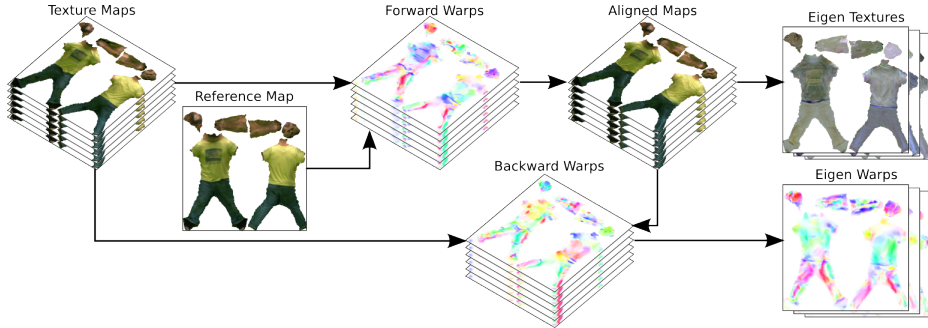 Texture Maps
Forward Warps
Aligned Maps
Eigen Textures
Reference Map
Backward Warps
Eigen Warps